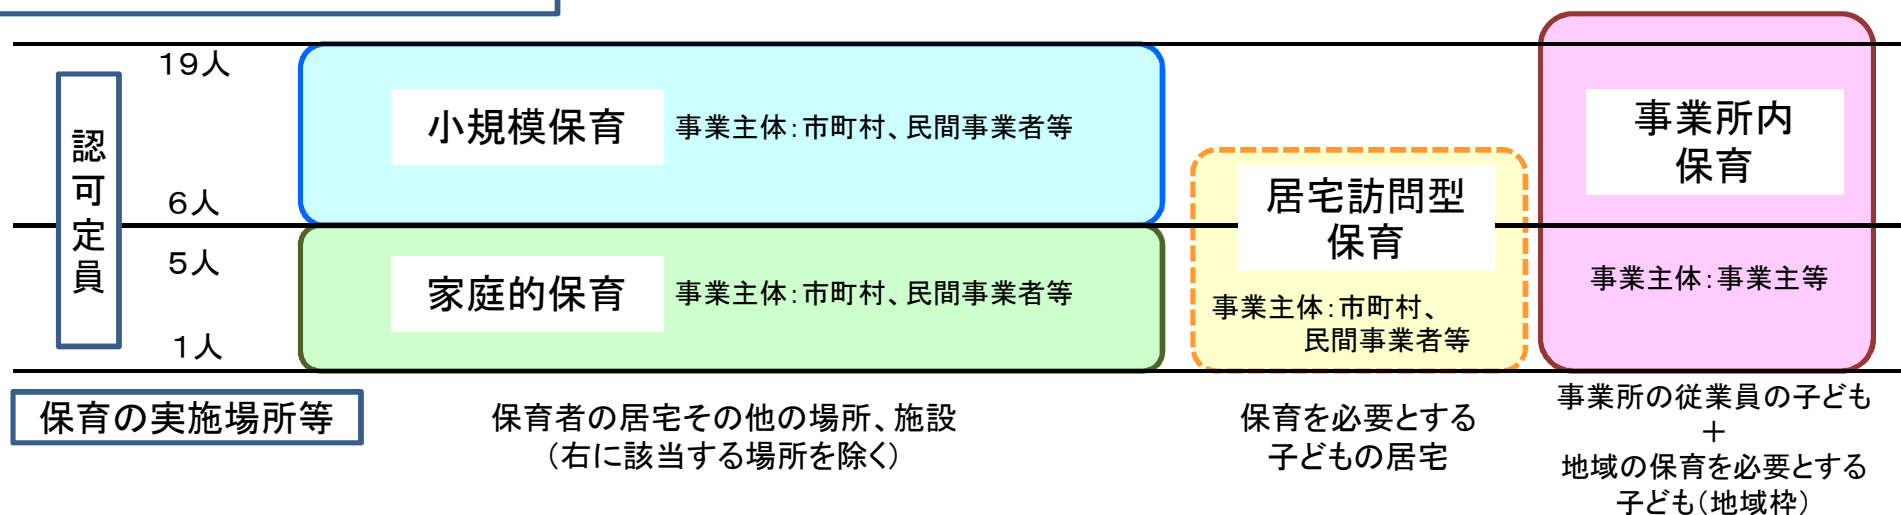 19人
認可定員
6人
5人
1人
小規模保育
事業主体:市町村、民間事業者等
家庭的保育
事業主体:市町村、民間事業者等
居宅訪問型
保育
事業主体:市町村、
民間事業者等
事業所内
保育
事業主体:事業主等
保育の実施場所等
保育者の居宅その他の場所、施設
(右に該当する場所を除く)
保育を必要とする
子どもの居宅
事業所の従業員の子ども
+
地域の保育を必要とする
子ども(地域枠)